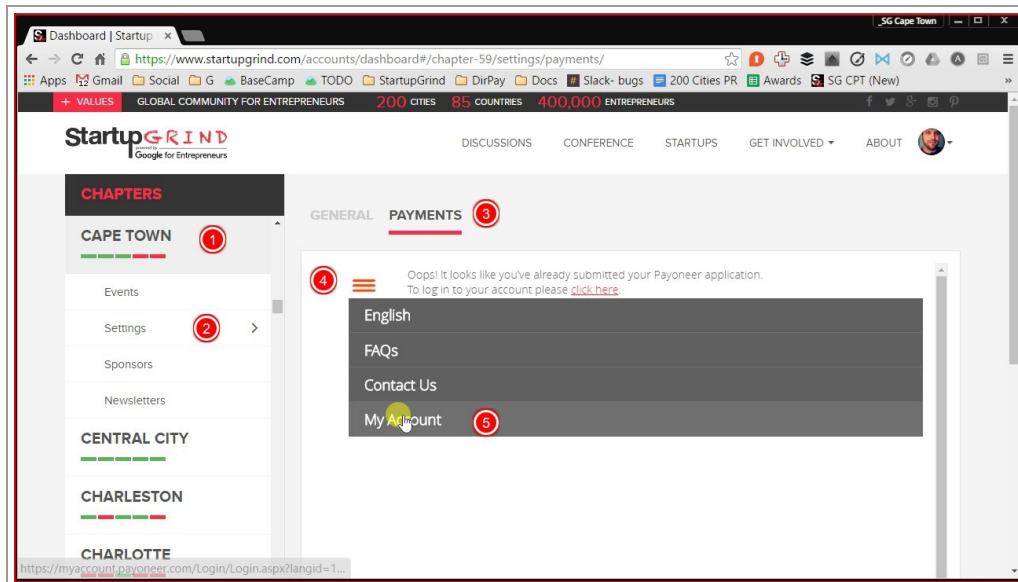 _SG Cape Town
Dashboard | Startup
https://www.startupgrind.com/accounts/dashboard#/chapter-59/settings/payments/
Apps Gmail Social G BaseCamp TODO StartupGrind DirPay Docs Slack- bugs 200 Cities PR Awards SG CPT (New) »
+ VALUES GLOBAL COMMUNITY FOR ENTREPRENEURS 200 CITIES 85 COUNTRIES 400,000 ENTREPRENEURS
StartupGRIND
powered by
Google for Entrepreneurs
DISCUSSIONS CONFERENCE STARTUPS GET INVOLVED ABOUT
CHAPTERS
GENERAL PAYMENTS 3
CAPE TOWN 1
4
Oops! It looks like you've already submitted your Payoneer application.
To log in to your account please click here.
Events
English
Settings 2
FAQs
Sponsors
Contact Us
Newsletters
My Account 5
CENTRAL CITY
CHARLESTON
CHARLOTTE
https://myaccount.payoneer.com/Login/Login.aspx?langid=1...